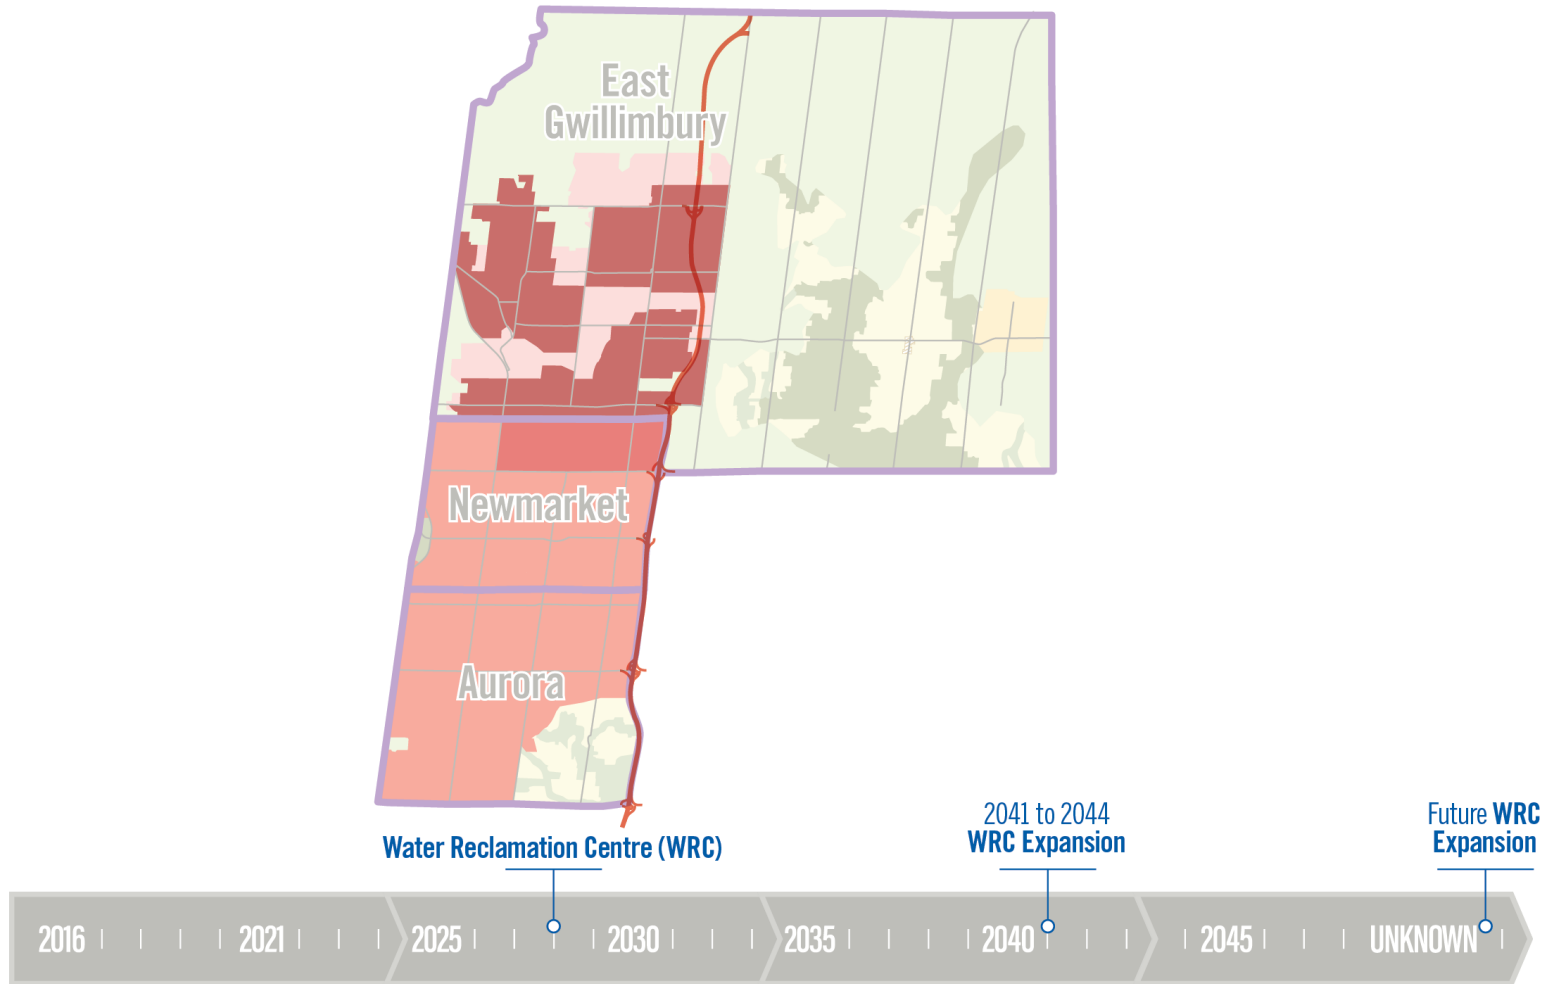 East
Gwillimbury
Newmarket
Aurora
Water Reclamation Centre (WRC)
2041 to 2044
WRC Expansion
Future WRC
Expansion
2016 2021 2025 2030 2035 2040 2045 UNKNOWN